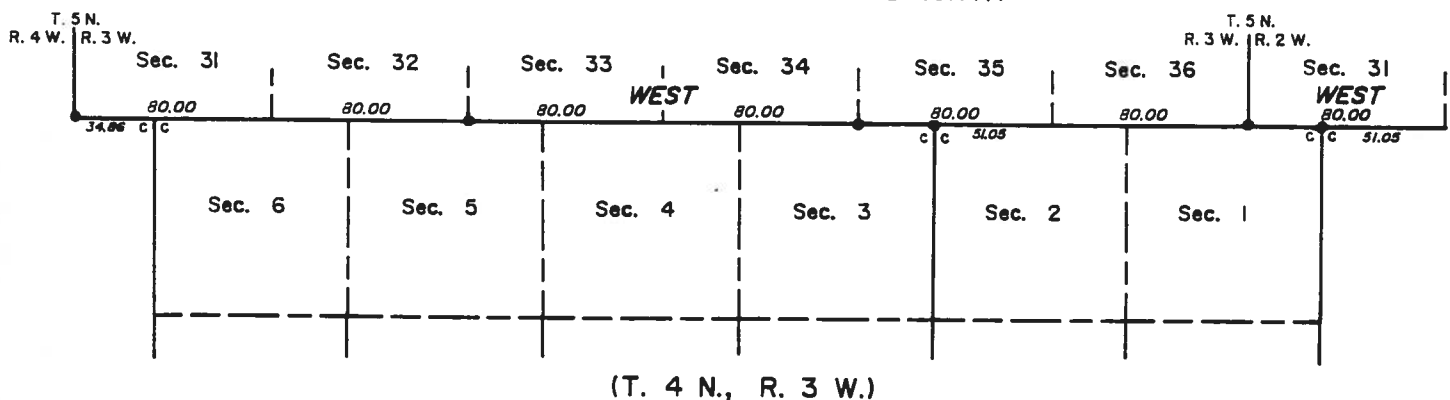 T. 5 N.
R. 4 W. R. 3 W.
T. 5 N.
R. 3 W. R. 2 W.
Sec. 31 Sec. 32 Sec. 33 Sec. 34 Sec. 35 Sec. 36 Sec. 31
WEST WEST
80.00 80.00 80.00 80.00 80.00 80.00 80.00
34.86 C C C C 51.05 C C 51.05
Sec. 6 Sec. 5 Sec. 4 Sec. 3 Sec. 2 Sec. 1
(T. 4 N., R. 3 W.)